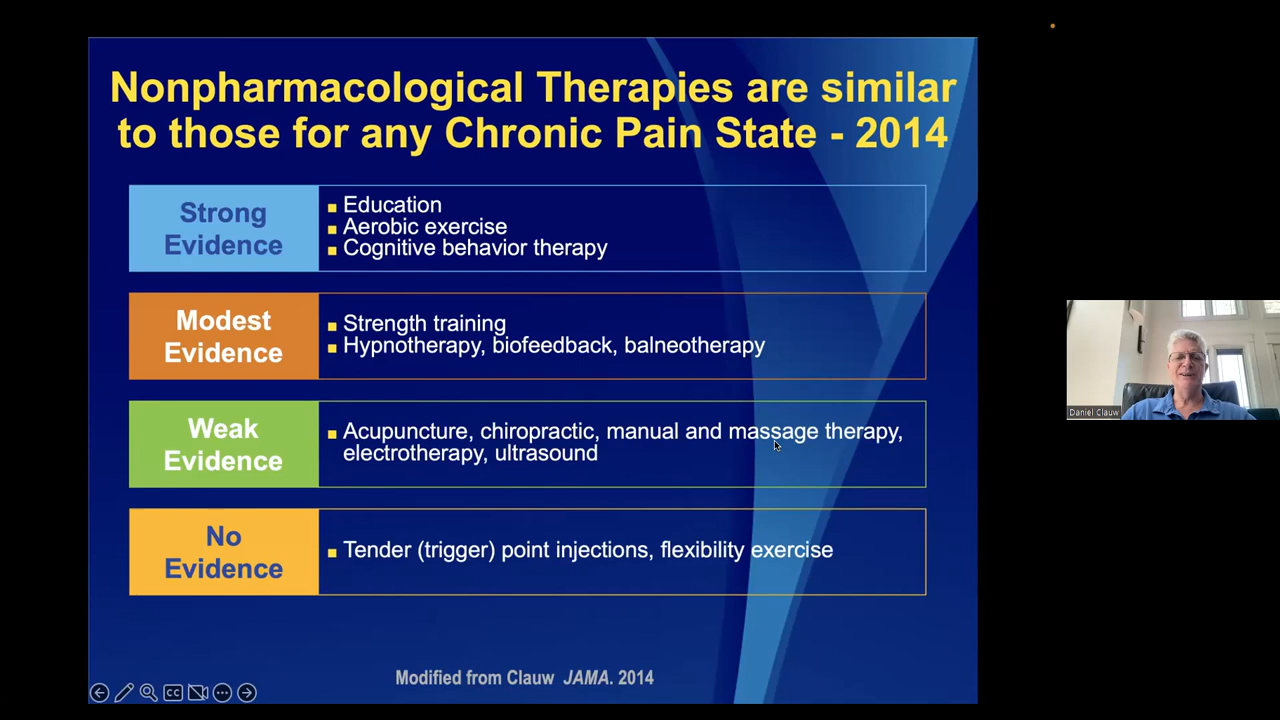 Nonpharmacological Therapies are similar
to those for any Chronic Pain State - 2014
Strong
Evidence
Education
Aerobic exercise
Cognitive behavior therapy
Modest
Evidence
Strength training
Hypnotherapy, biofeedback, balneotherapy
Weak
Evidence
Acupuncture, chiropractic, manual and massage therapy,
electrotherapy, ultrasound
No
Evidence
Tender (trigger) point injections, flexibility exercise
Modified from Clauw JAMA. 2014
CC
Daniel Clauw